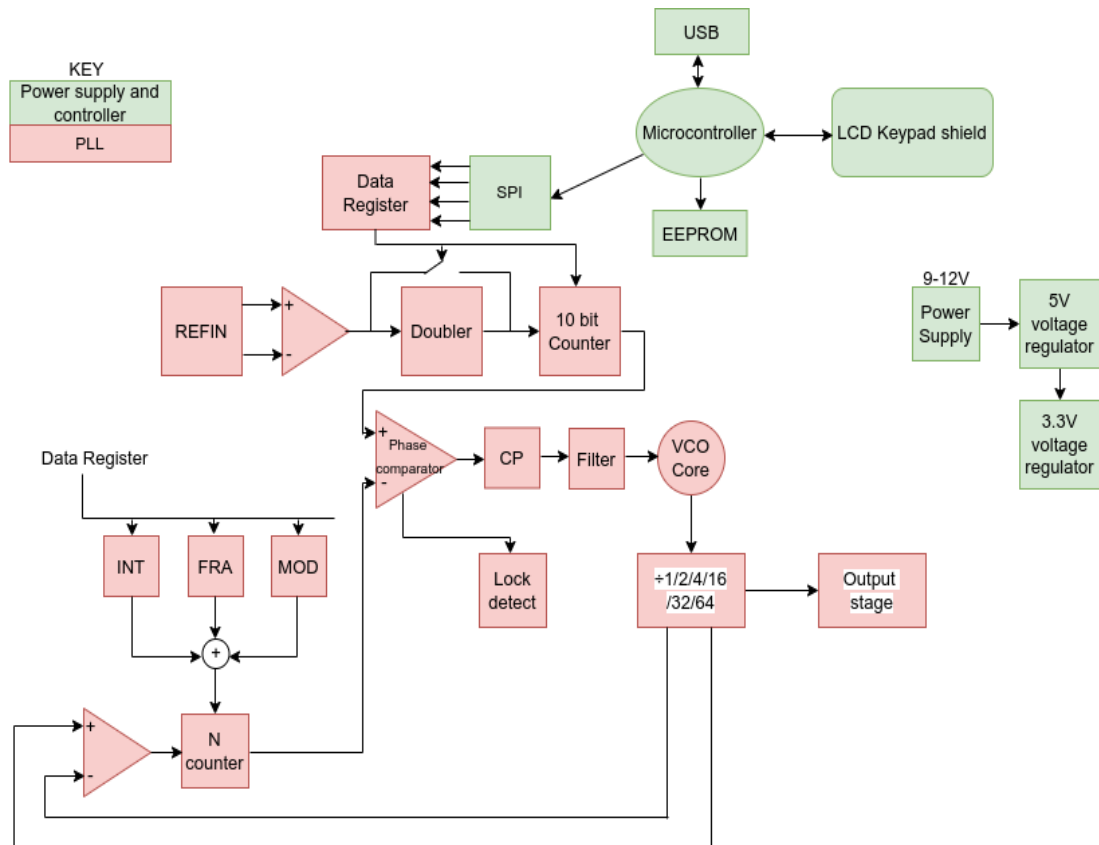 USB
KEY
Power supply and
controller
PLL
Microcontroller
LCD Keypad shield
Data
Register
SPI
EEPROM
9-12V
REFIN
+
-
Doubler
10 bit
Counter
Power
Supply
5V
voltage
regulator
+
Phase
comparator
-
CP
Filter
VCO
Core
3.3V
voltage
regulator
Data Register
INT
FRA
MOD
Lock
detect
÷1/2/4/16
/32/64
Output
stage
+
+
-
N
counter